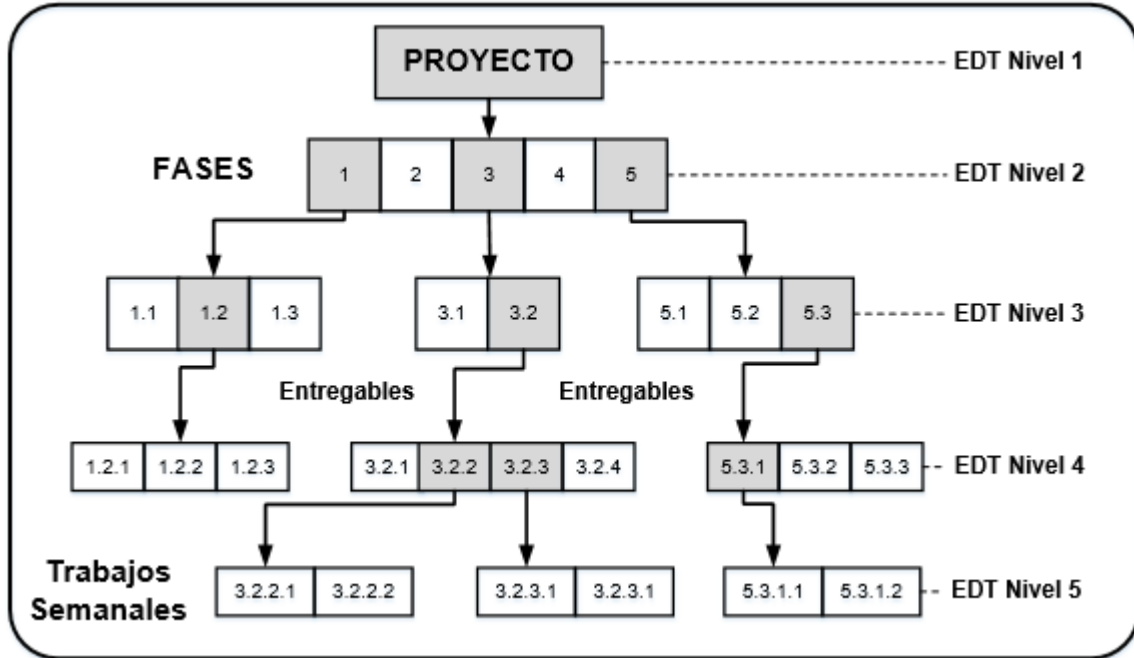 PROYECTO
EDT Nivel 1
FASES
1 2 3 4 5
EDT Nivel 2
1.1 1.2 1.3
3.1 3.2
5.1 5.2 5.3
EDT Nivel 3
Entregables
Entregables
1.2.1 1.2.2 1.2.3
3.2.1 3.2.2 3.2.3 3.2.4
5.3.1 5.3.2 5.3.3
EDT Nivel 4
Trabajos
Semanales
3.2.2.1 3.2.2.2
3.2.3.1 3.2.3.1
5.3.1.1 5.3.1.2
EDT Nivel 5